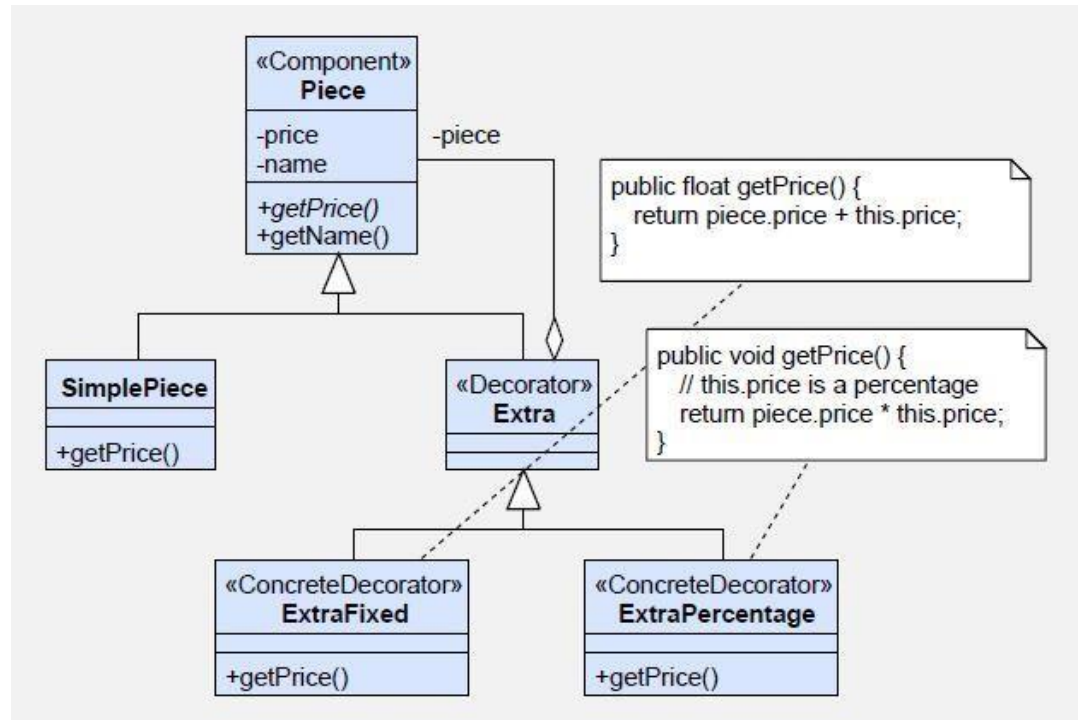 «Component»
Piece
-price
-name
+getPrice()
+getName()
-piece
public float getPrice() {
return piece.price + this.price;
}
public void getPrice() {
// this.price is a percentage
return piece.price * this.price;
}
SimplePiece
+getPrice()
«Decorator»
Extra
«ConcreteDecorator»
ExtraFixed
+getPrice()
«ConcreteDecorator»
ExtraPercentage
+getPrice()